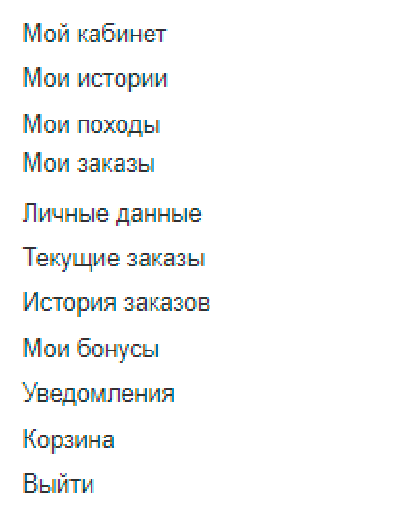 Мой кабинет
Мои истории
Мои походы
Мои заказы
Личные данные
Текущие заказы
История заказов
Мои бонусы
Уведомления
Корзина
Выйти